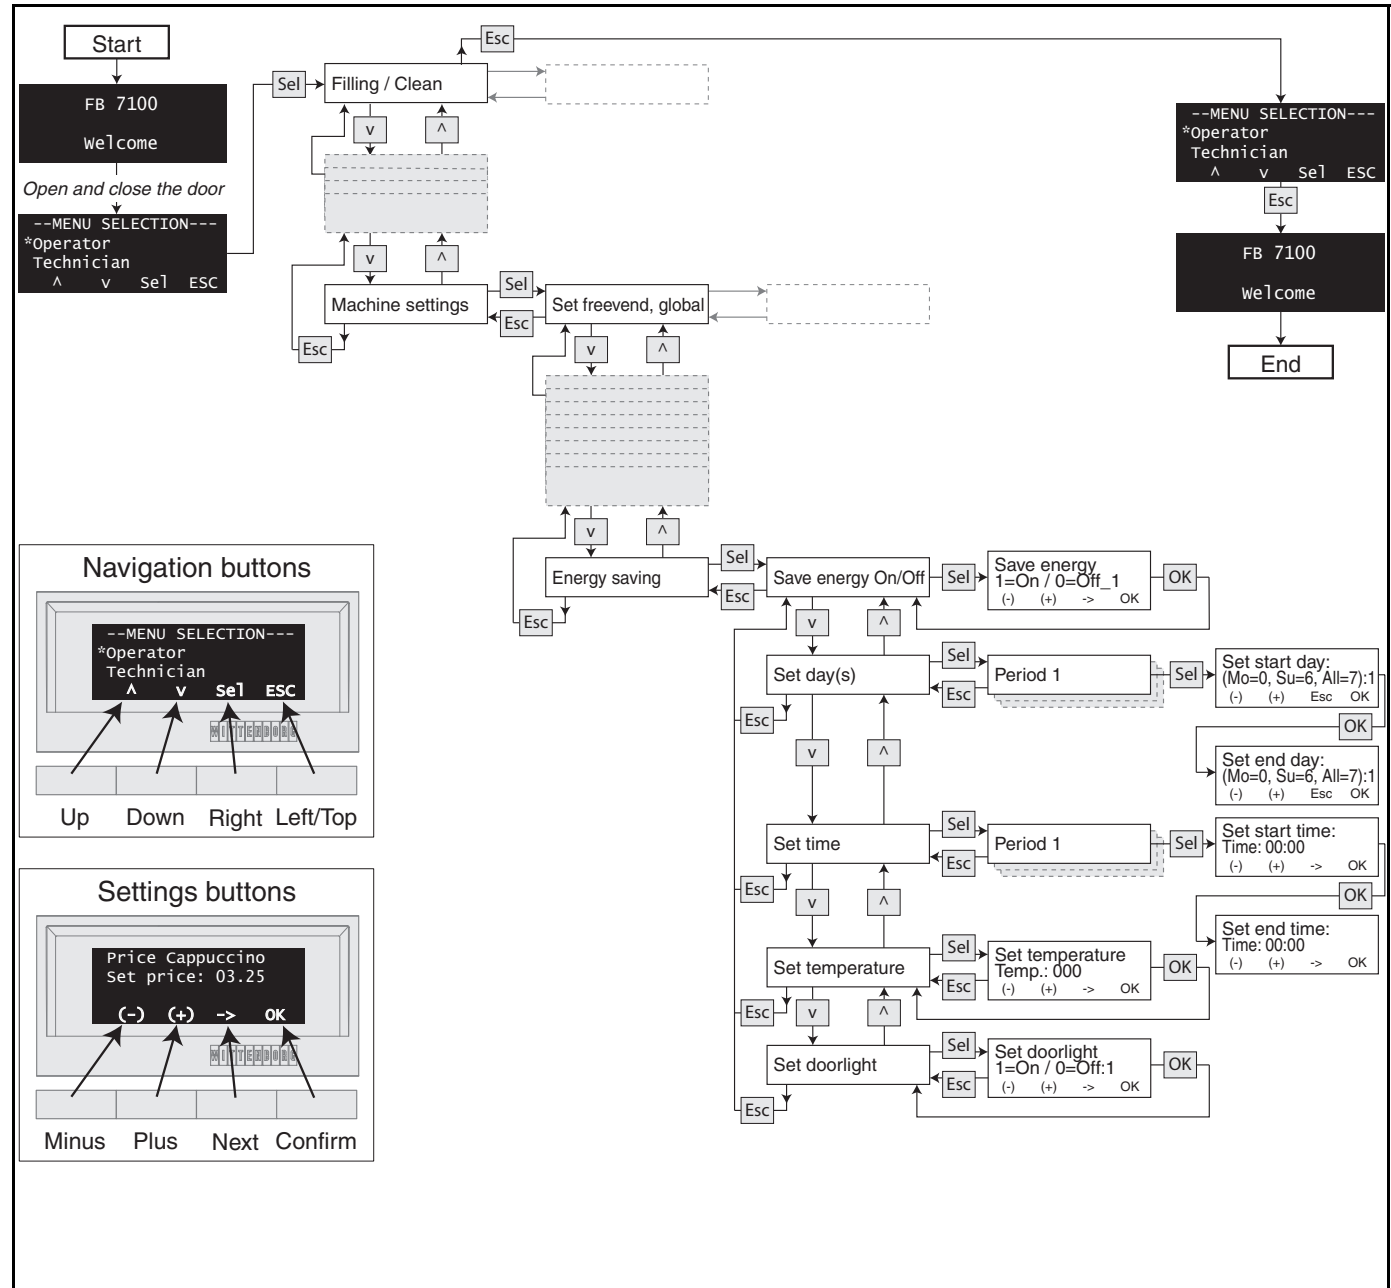 Start
FB 7100
Welcome
Open and close the door
--MENU SELECTION---
*Operator
Technician
^ v Sel ESC
Sel
Filling / Clean
Esc
v ^
v ^
Machine settings
Sel
Esc
Esc
Set freevend, global
v ^
v ^
Energy saving
Sel
Esc
Esc
--MENU SELECTION---
*Operator
Technician
^ v Sel ESC
Esc
FB 7100
Welcome
End
Save energy On/Off
Sel
Save energy
1=On / 0=Off_1
(-) (+) -> OK
OK
v ^
Set day(s)
Sel
Esc
Esc
Period 1
Sel
Set start day:
(Mo=0, Su=6, All=7):1
(-) (+) Esc OK
OK
Set end day:
(Mo=0, Su=6, All=7):1
(-) (+) Esc OK
v ^
Set time
Sel
Esc
Esc
Period 1
Sel
Set start time:
Time: 00:00
(-) (+) -> OK
OK
Set end time:
Time: 00:00
(-) (+) -> OK
v ^
Set temperature
Sel
Esc
Esc
Set temperature
Temp.: 000
(-) (+) -> OK
OK
v ^
Set doorlight
Sel
Esc
Esc
Set doorlight
1=On / 0=Off:1
(-) (+) -> OK
OK
Navigation buttons
--MENU SELECTION---
*Operator
Technician
^ v Sel ESC
WITTENBORG
Up Down Right Left/Top
Settings buttons
Price Cappuccino
Set price: 03.25
(-) (+) -> OK
WITTENBORG
Minus Plus Next Confirm